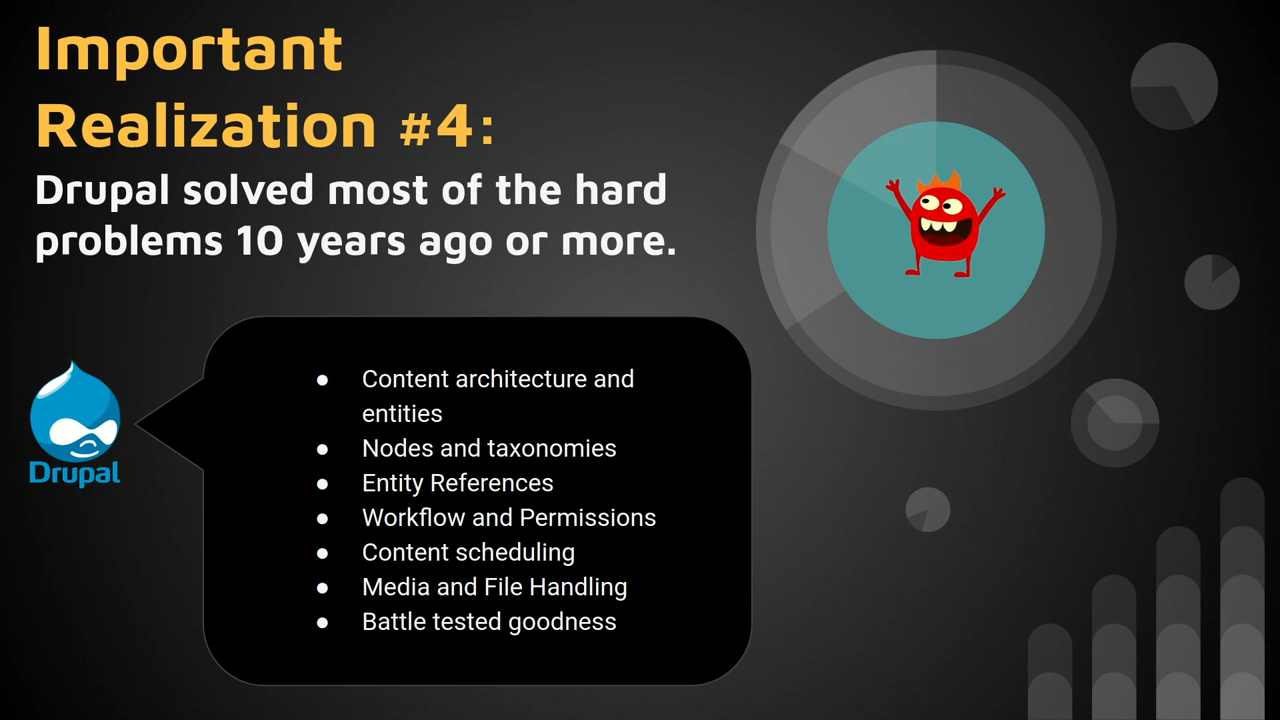 Important
Realization #4:
Drupal solved most of the hard
problems 10 years ago or more.
● Content architecture and
entities
● Nodes and taxonomies
● Entity References
● Workflow and Permissions
● Content scheduling
● Media and File Handling
● Battle tested goodness
Drupal